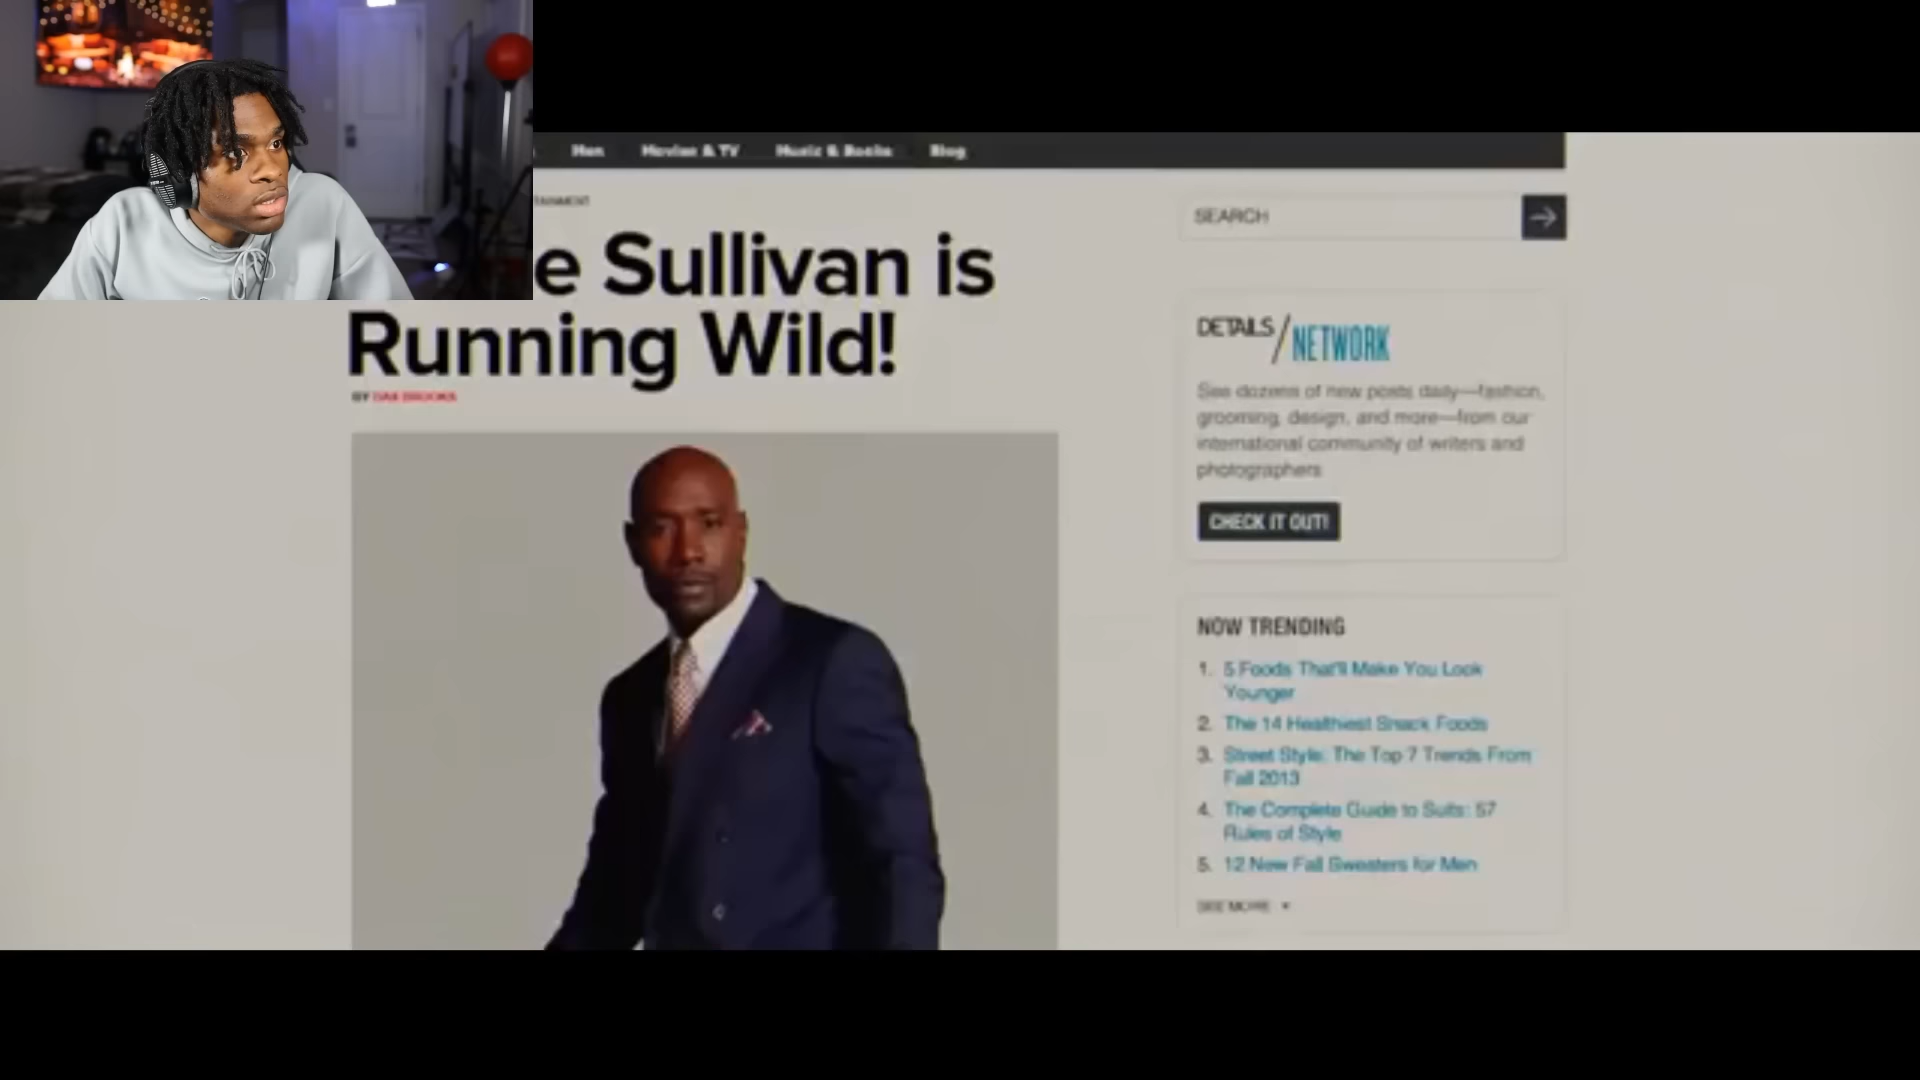 Men Movies & TV Music & Books Blog
TAINMENT
e Sullivan is
Running Wild!
BY
SEARCH
DETAILS/NETWORK
See dozens of new posts daily—fashion,
grooming, design, and more—from our
international community of writers and
photographers
CHECK IT OUT!
NOW TRENDING
1. 5 Foods That'll Make You Look
Younger
2. The 14 Healthiest Snack Foods
3. Street Style: The Top 7 Trends From
Fall 2013
4. The Complete Guide to Suits: 57
Rules of Style
5. 12 New Fall Sweaters for Men
SEE MORE